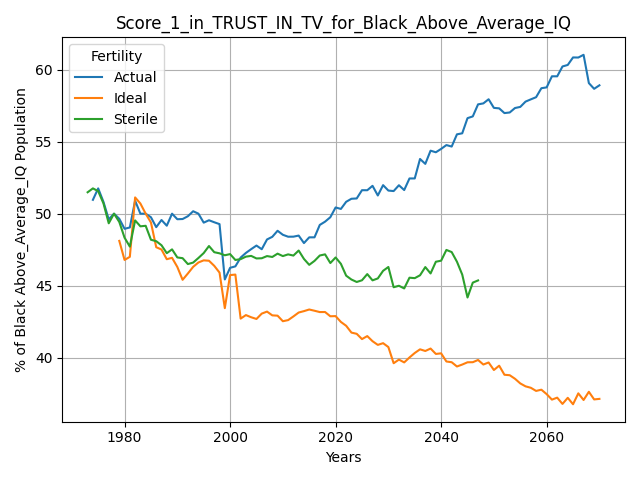 Score_1_in_TRUST_IN_TV_for_Black_Above_Average_IQ
Fertility
Actual
Ideal
Sterile
% of Black Above_Average_IQ Population
60
55
50
45
40
1980
2000
2020
2040
2060
Years